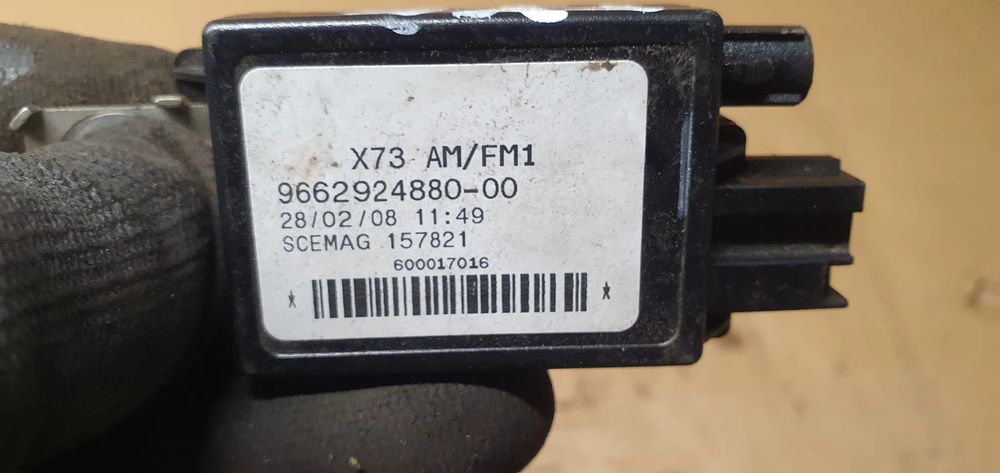 X73 AM/FM1
9662924880-00
28/02/08 11:49
SCEMAG 157821
600017016
* *